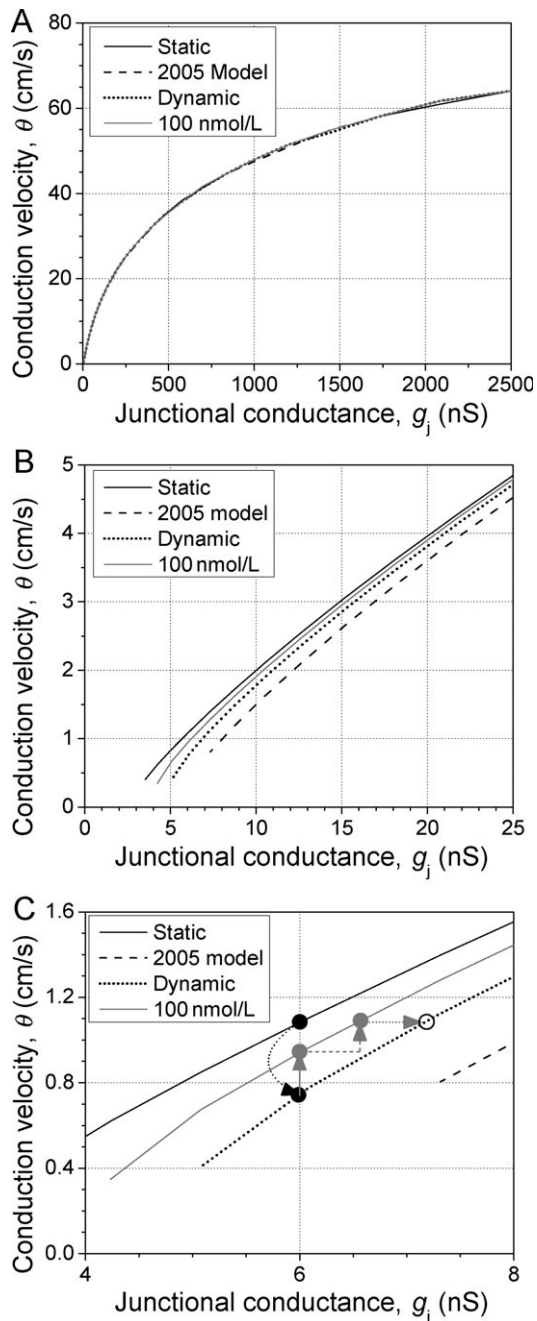 A
80
60
40
20
0
Conduction velocity, θ (cm/s)
Static
2005 Model
Dynamic
100 nmol/L
0 500 1000 1500 2000 2500
Junctional conductance, gj (nS)
B
5
4
3
2
1
0
Conduction velocity, θ (cm/s)
Static
2005 model
Dynamic
100 nmol/L
0 5 10 15 20 25
Junctional conductance, gj (nS)
C
1.6
1.2
0.8
0.4
0.0
Conduction velocity, θ (cm/s)
Static
2005 model
Dynamic
100 nmol/L
4 6 8
Junctional conductance, gj (nS)